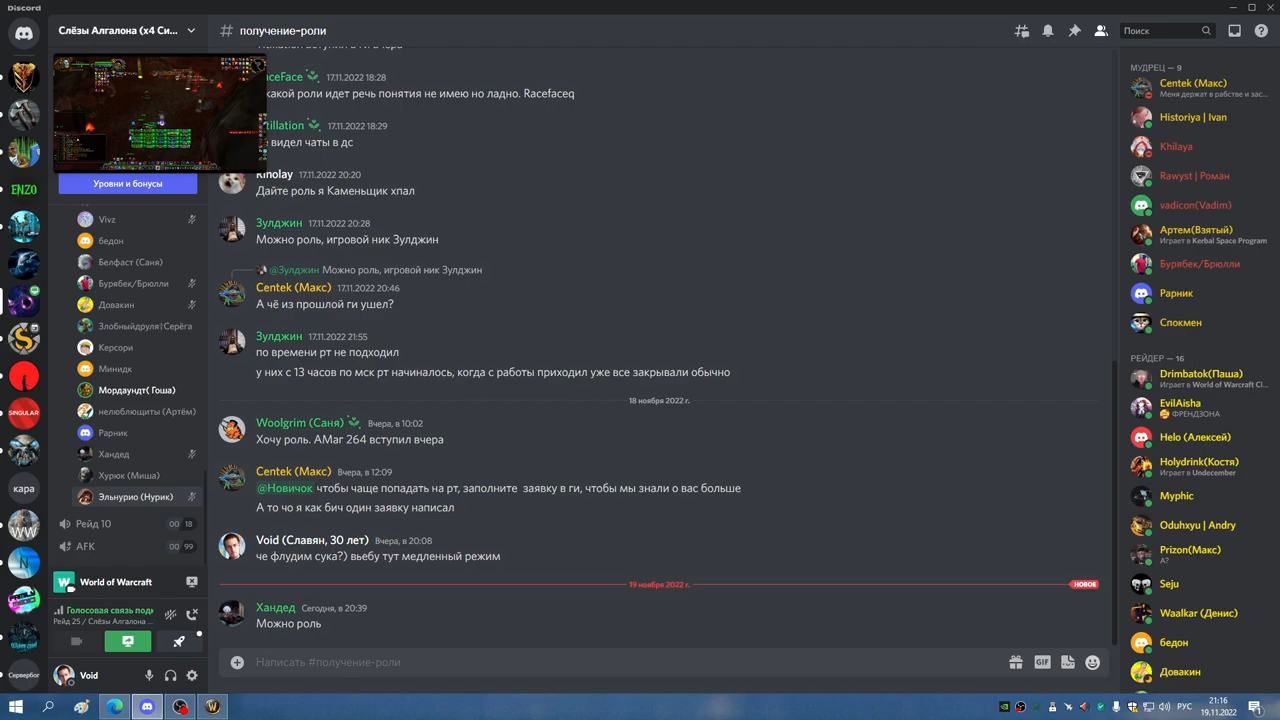 Discord
Слёзы Алгалона (х4 Си...
получение-роли
Поиск
ENZO
SINGULAR
кара
WW
Сервербог
Уровни и бонусы
Vivz
бедон
Белфаст (Саня)
Бурябек/Брюлли
Довакин
Злобныйдруля|Серёга
Керсори
Минидк
Мордаундт( Гоша)
нелюблющиты (Артём)
Рарник
Хандед
Хурюк (Миша)
Эльнурио (Нурик)
Рейд 10
00 18
AFK
00 99
World of Warcraft
Голосовая связь подк
Рейд 25 / Слёзы Алгалона ...
Void
aceFace 17.11.2022 18:28
какой роли идет речь понятия не имею но ладно. Racefaceq
tillation 17.11.2022 18:29
видел чаты в дс
Rinolay 17.11.2022 20:20
Дайте роль я Каменьщик хпал
Зулджин 17.11.2022 20:28
Можно роль, игровой ник Зулджин
@Зулджин Можно роль, игровой ник Зулджин
Centek (Макс) 17.11.2022 20:46
А чё из прошлой ги ушел?
Зулджин 17.11.2022 21:55
по времени рт не подходил
у них с 13 часов по мск рт начиналось, когда с работы приходил уже все закрывали обычно
18 ноября 2022 г.
Woolgrim (Саня) Вчера, в 10:02
Хочу роль. АМаг 264 вступил вчера
Centek (Макс) Вчера, в 12:09
@Новичок чтобы чаще попадать на рт, заполните заявку в ги, чтобы мы знали о вас больше
А то чо я как бич один заявку написал
Void (Славян, 30 лет) Вчера, в 20:08
че флудим сука?) вьебу тут медленный режим
19 ноября 2022 г.
НОВОЕ
Хандед Сегодня, в 20:39
Можно роль
Написать #получение-роли
GIF
МУДРЕЦ — 9
Centek (Макс)
Меня держат в рабстве и зас...
Historiya | Ivan
Khilaya
Rawyst | Роман
vadicon(Vadim)
Артем(Взятый)
Играет в Kerbal Space Program
Бурябек/Брюлли
Рарник
Спокмен
РЕЙДЕР — 16
Drimbatok(Паша)
Играет в World of Warcraft Cl...
EvilAisha
ФРЕНДЗОНА
Helo (Алексей)
Holydrink(Костя)
Играет в Undecember
Myphic
Oduhxyu | Andry
Prizon(Макс)
А?
Seju
Waalkar (Денис)
бедон
Довакин
РУС
21:16
19.11.2022
1